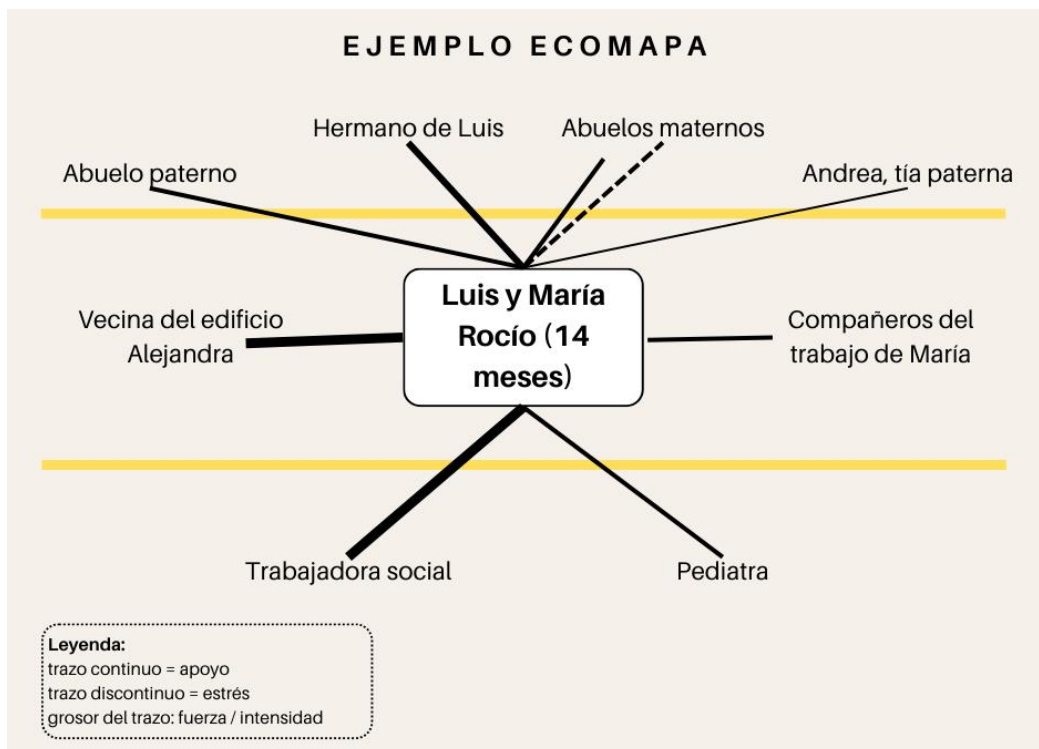 EJEMPLO ECOMAPA
Hermano de Luis
Abuelos maternos
Abuelo paterno
Andrea, tía paterna
Luis y María
Rocío (14
meses)
Vecina del edificio
Alejandra
Compañeros del
trabajo de María
Trabajadora social
Pediatra
Leyenda:
trazo continuo = apoyo
trazo discontinuo = estrés
grosor del trazo: fuerza / intensidad